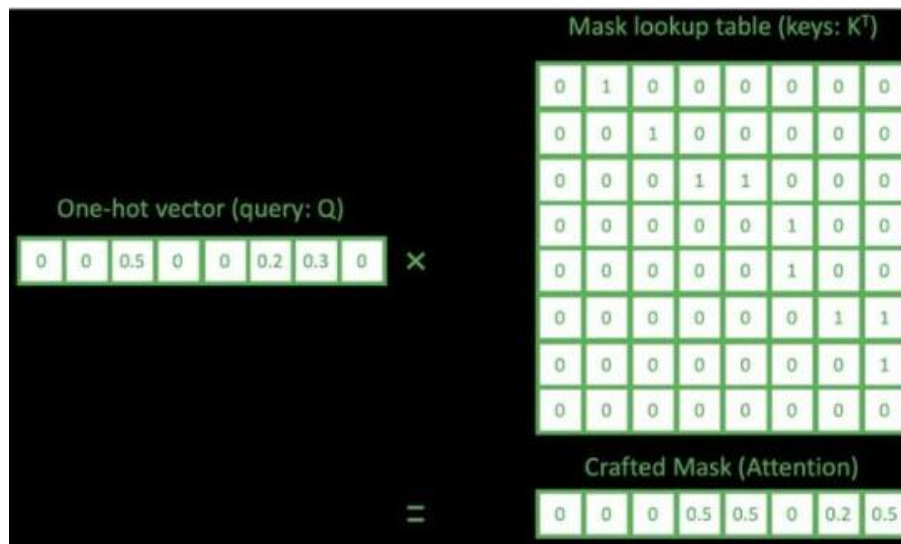 Mask lookup table (keys: Kᵀ)
0 1 0 0 0 0 0 0
0 0 1 0 0 0 0 0
0 0 0 1 1 0 0 0
One-hot vector (query: Q)
0 0 0 0 0 1 0 0
0 0 0.5 0 0 0.2 0.3 0 ×
0 0 0 0 0 1 0 0
0 0 0 0 0 0 1 1
0 0 0 0 0 0 0 1
0 0 0 0 0 0 0 0
Crafted Mask (Attention)
= 0 0 0 0.5 0.5 0 0.2 0.5